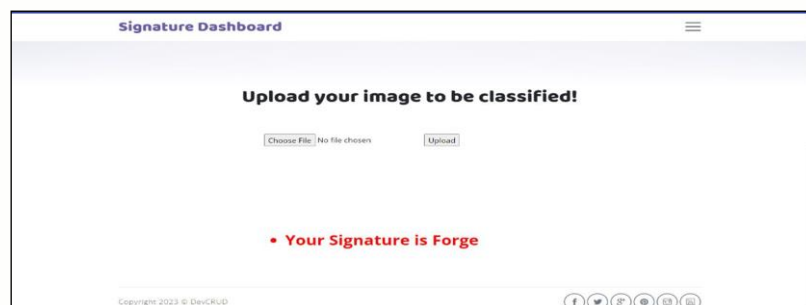 Signature Dashboard
Upload your image to be classified!
Choose File No file chosen Upload
• Your Signature is Forge
Copyright 2023 © DevCRUD